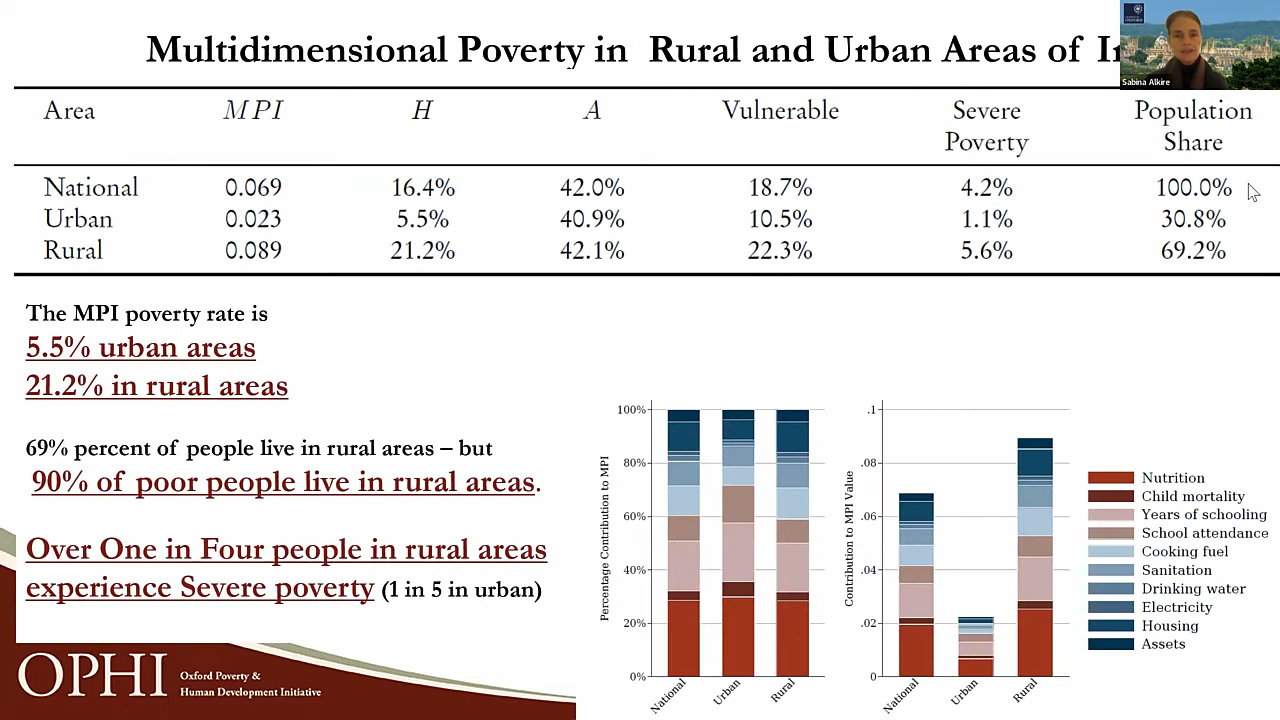 Multidimensional Poverty in Rural and Urban Areas of
Sabina Alkire
Area MPI H A Vulnerable Severe Poverty Population Share
National 0.069 16.4% 42.0% 18.7% 4.2% 100.0%
Urban 0.023 5.5% 40.9% 10.5% 1.1% 30.8%
Rural 0.089 21.2% 42.1% 22.3% 5.6% 69.2%
The MPI poverty rate is
5.5% urban areas
21.2% in rural areas
69% percent of people live in rural areas – but
90% of poor people live in rural areas.
Over One in Four people in rural areas
experience Severe poverty (1 in 5 in urban)
Percentage Contribution to MPI
100%
80%
60%
40%
20%
0%
National Urban Rural
Contribution to MPI Value
.1
.08
.06
.04
.02
0
National Urban Rural
Nutrition
Child mortality
Years of schooling
School attendance
Cooking fuel
Sanitation
Drinking water
Electricity
Housing
Assets
OPHI
Oxford Poverty &
Human Development Initiative